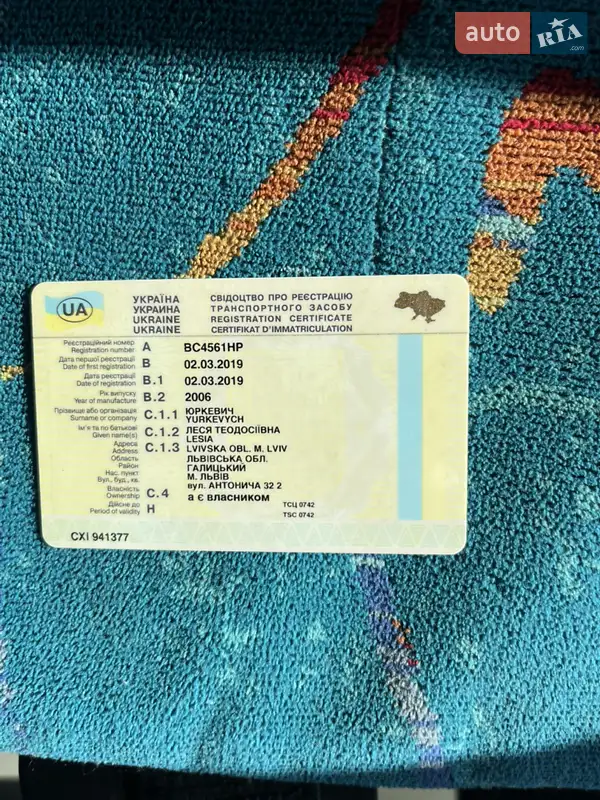 auto RIA .com
UA
УКРАЇНА
УКРАИНА
UKRAINE
UKRAINE
СВІДОЦТВО ПРО РЕЄСТРАЦІЮ
ТРАНСПОРТНОГО ЗАСОБУ
REGISTRATION CERTIFICATE
CERTIFIKAT D'IMMATRICULATION
Реєстраційний номер
Registration number A BC4561HP
Дата першої реєстрації
Date of first registration B 02.03.2019
Дата реєстрації
Date of registration B.1 02.03.2019
Рік випуску
Year of manufacture B.2 2006
Прізвище або організація
Surname or company C.1.1 ЮРКЕВИЧ
YURKEVYCH
Ім'я та по батькові
Given name(s) C.1.2 ЛЕСЯ ТЕОДОСІЇВНА
LESIA
Адреса
Address C.1.3 LVIVSKA OBL. M. LVIV
Область ЛЬВІВСЬКА ОБЛ.
Район ГАЛИЦЬКИЙ
Нас. пункт М. ЛЬВІВ
Вул., буд., кв. вул. АНТОНИЧА 32 2
Власність
Ownership C.4 а є власником
Дійсне до
Period of validity H
ТСЦ 0742
TSC 0742
CXI 941377